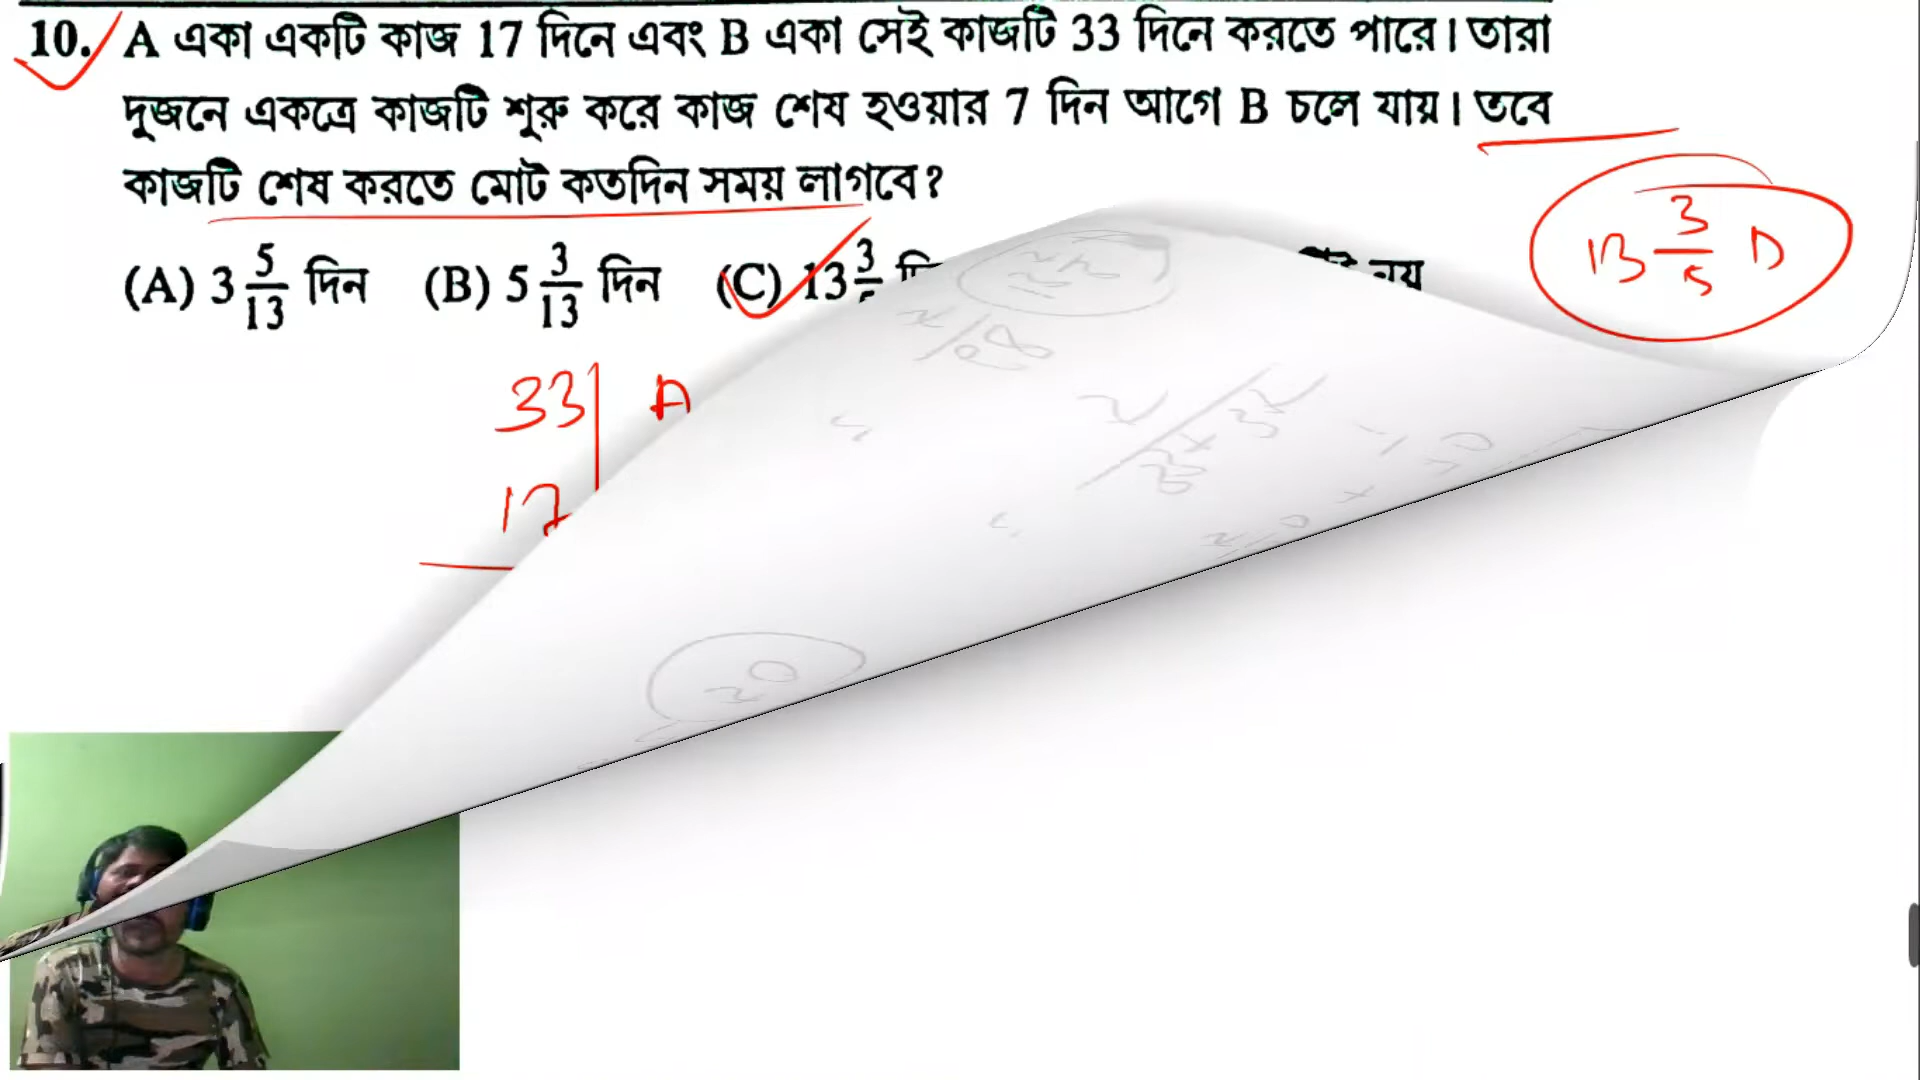 10. A একা একটি কাজ 17 দিনে এবং B একা সেই কাজটি 33 দিনে করতে পারে। তারা
দুজনে একত্রে কাজটি শুরু করে কাজ শেষ হওয়ার 7 দিন আগে B চলে যায়। তবে
কাজটি শেষ করতে মোট কতদিন সময় লাগবে?
(A) 3 5/13 দিন (B) 5 3/13 দিন (C) 13 3/ নয়
13 3/5 D
33 A
17